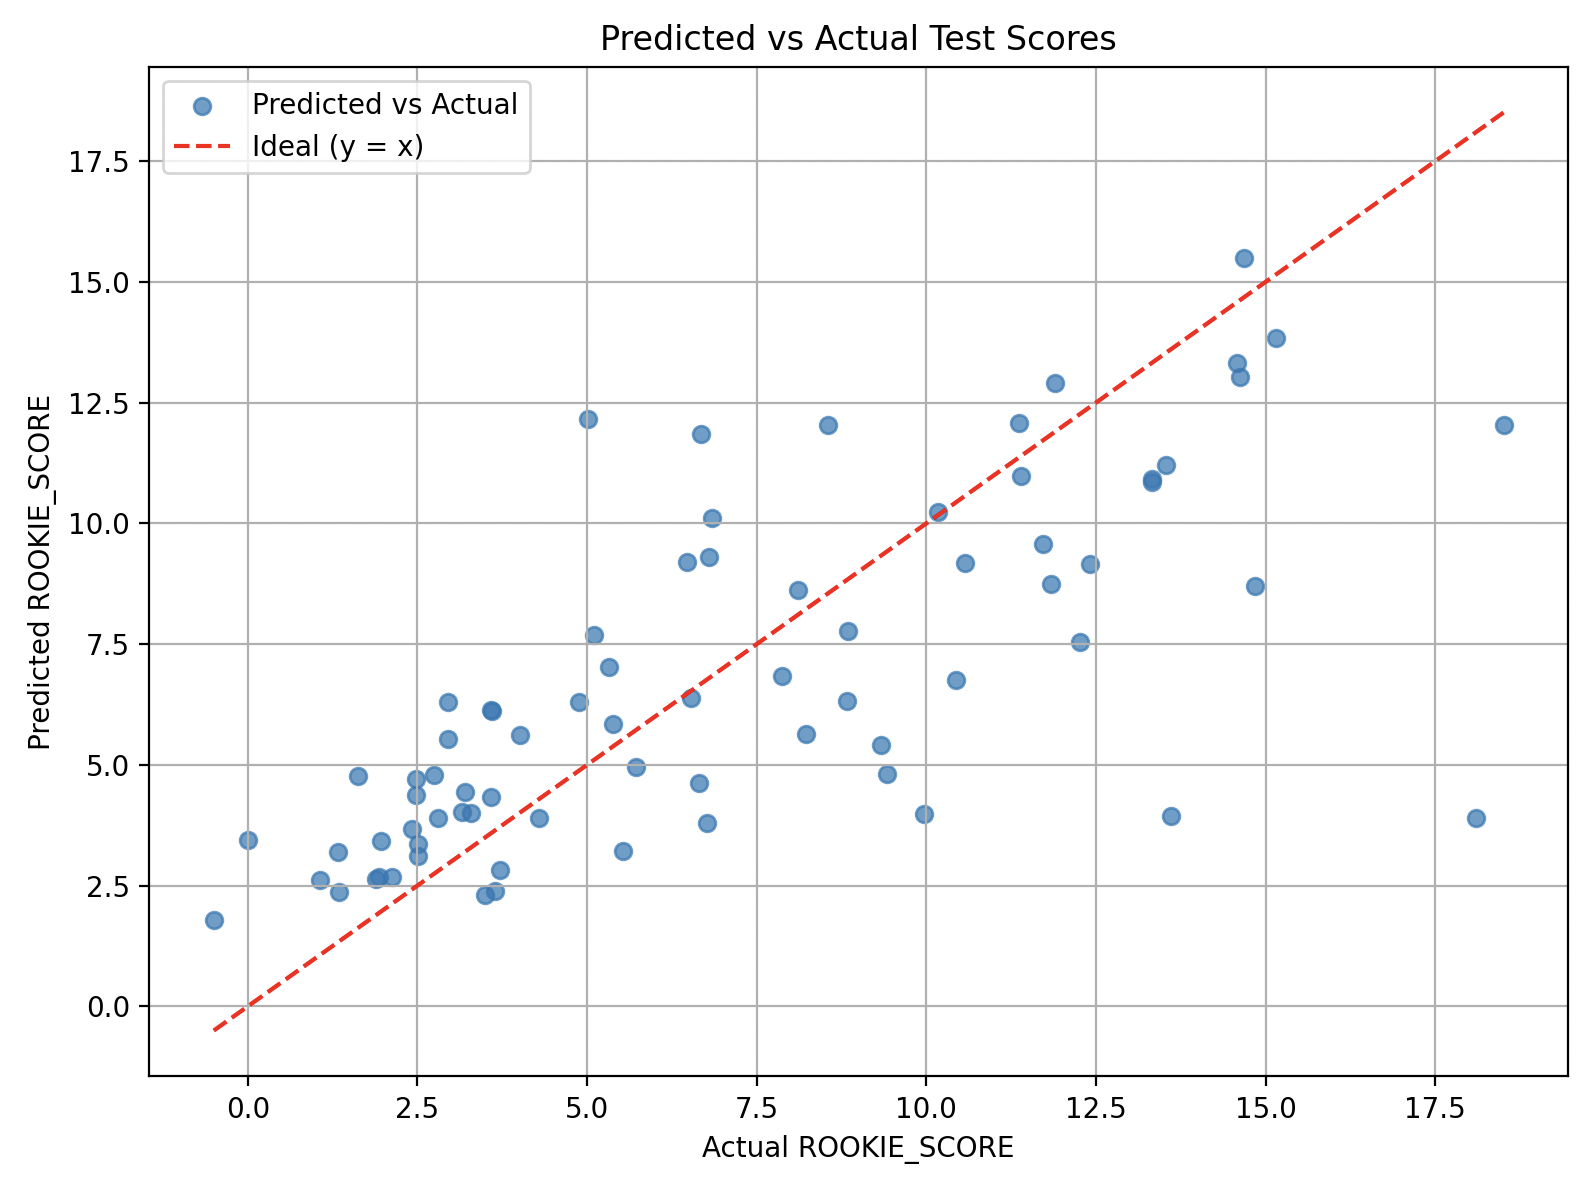 Predicted vs Actual Test Scores
Predicted vs Actual
Ideal (y = x)
17.5
15.0
12.5
10.0
7.5
5.0
2.5
0.0
Predicted ROOKIE_SCORE
0.0 2.5 5.0 7.5 10.0 12.5 15.0 17.5
Actual ROOKIE_SCORE